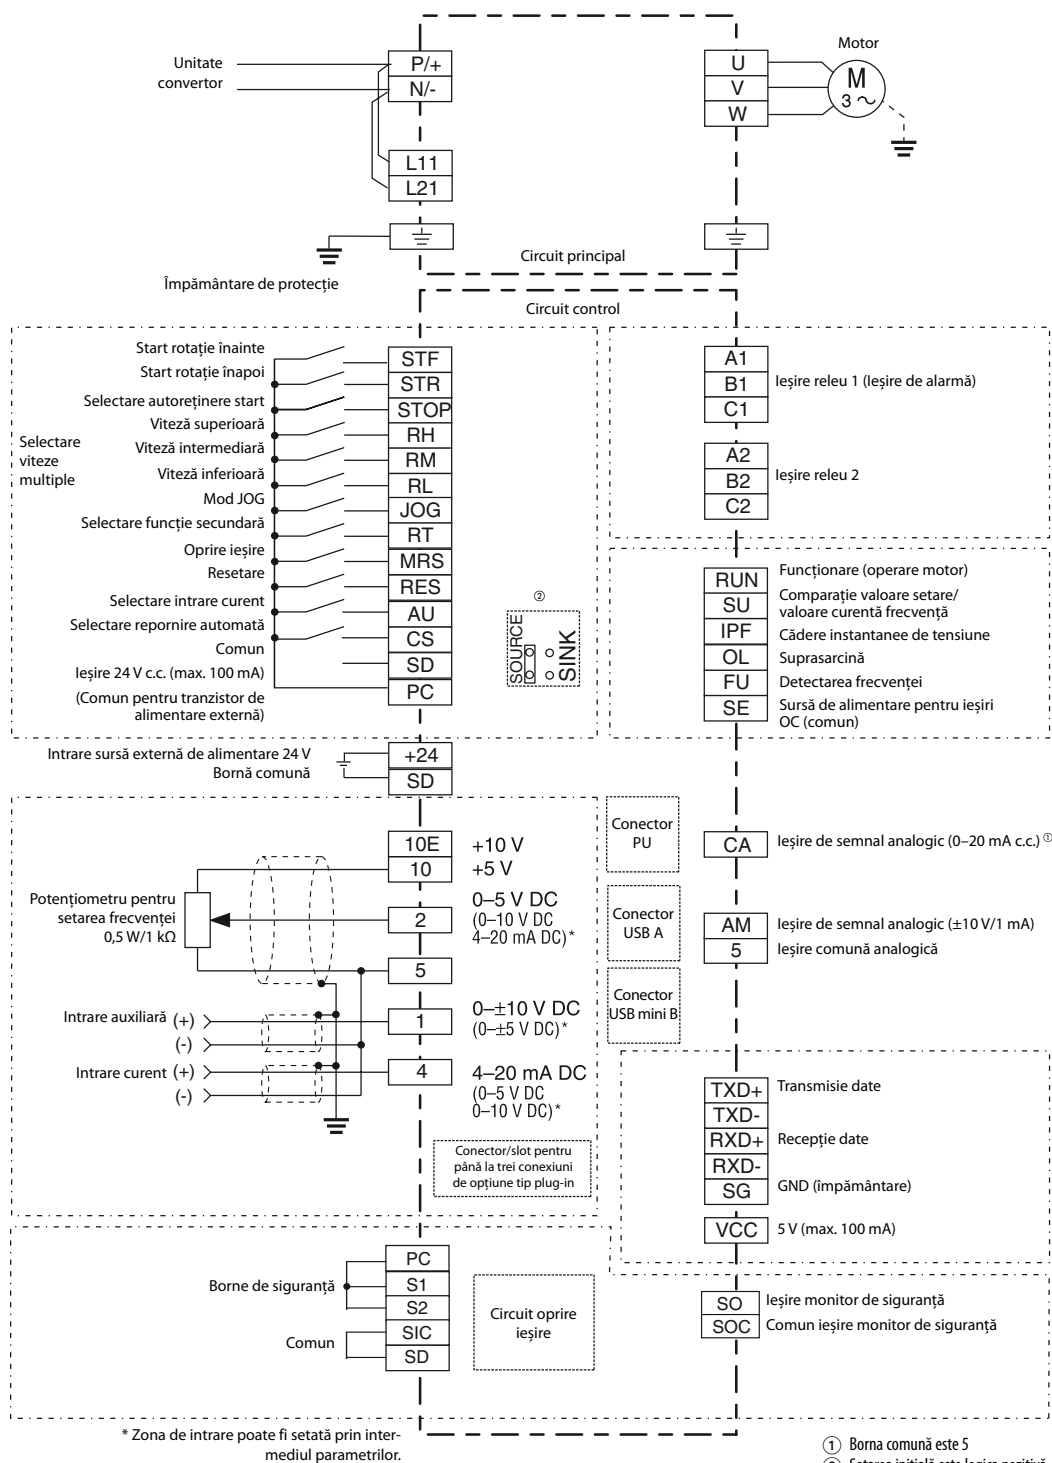 Unitate
convertor
P/+
N/-
L11
L21
U
V
W
Motor
M
3 ~
Circuit principal
Împământare de protecție
Circuit control
Selectare
viteze
multiple
Start rotație înainte
STF
Start rotație înapoi
STR
Selectare autoreținere start
STOP
Viteză superioară
RH
Viteză intermediară
RM
Viteză inferioară
RL
Mod JOG
JOG
Selectare funcție secundară
RT
Oprire ieșire
MRS
Resetare
RES
Selectare intrare curent
AU
Selectare repornire automată
CS
Comun
SD
Ieșire 24 V c.c. (max. 100 mA)
PC
(Comun pentru tranzistor de
alimentare externă)
②
SOURCE
SINK
A1
B1
C1
Ieșire releu 1 (Ieșire de alarmă)
A2
B2
C2
Ieșire releu 2
RUN
Funcționare (operare motor)
SU
Comparație valoare setare/
valoare curentă frecvență
IPF
Cădere instantanee de tensiune
OL
Suprasarcină
FU
Detectarea frecvenței
SE
Sursă de alimentare pentru ieșiri
OC (comun)
Intrare sursă externă de alimentare 24 V
+24
Bornă comună
SD
10E
+10 V
10
+5 V
Potențiometru pentru
setarea frecvenței
0,5 W/1 kΩ
2
0–5 V DC
(0–10 V DC
4–20 mA DC)*
5
Intrare auxiliară (+)
(-)
1
0–±10 V DC
(0–±5 V DC)*
Intrare curent (+)
(-)
4
4–20 mA DC
(0–5 V DC
0–10 V DC)*
Conector/slot pentru
până la trei conexiuni
de opțiune tip plug-in
Conector
PU
Conector
USB A
Conector
USB mini B
CA
Ieșire de semnal analogic (0–20 mA c.c.) ①
AM
Ieșire de semnal analogic (±10 V/1 mA)
5
Ieșire comună analogică
TXD+
Transmisie date
TXD-
RXD+
Recepție date
RXD-
SG
GND (împământare)
VCC
5 V (max. 100 mA)
Borne de siguranță
PC
S1
S2
Comun
SIC
SD
Circuit oprire
ieșire
SO
Ieșire monitor de siguranță
SOC
Comun ieșire monitor de siguranță
* Zona de intrare poate fi setată prin inter-
mediul parametrilor.
① Borna comună este 5
② Setarea inițială este logica pozitivă